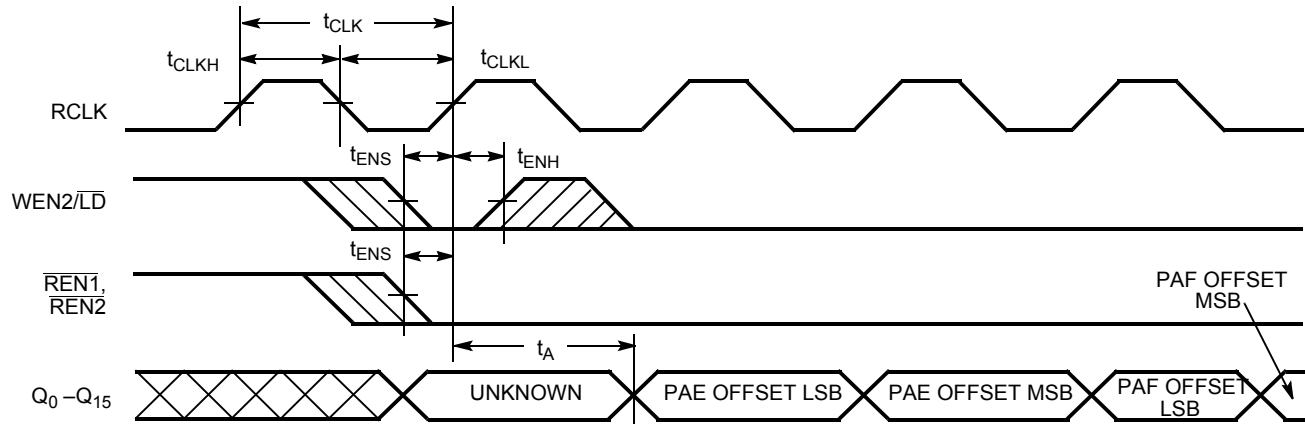 tCLK
tCLKH
tCLKL
RCLK
tENS
tENH
WEN2/LD
tENS
REN1,
REN2
PAF OFFSET
MSB
tA
Q0 –Q15
UNKNOWN
PAE OFFSET LSB
PAE OFFSET MSB
PAF OFFSET
LSB